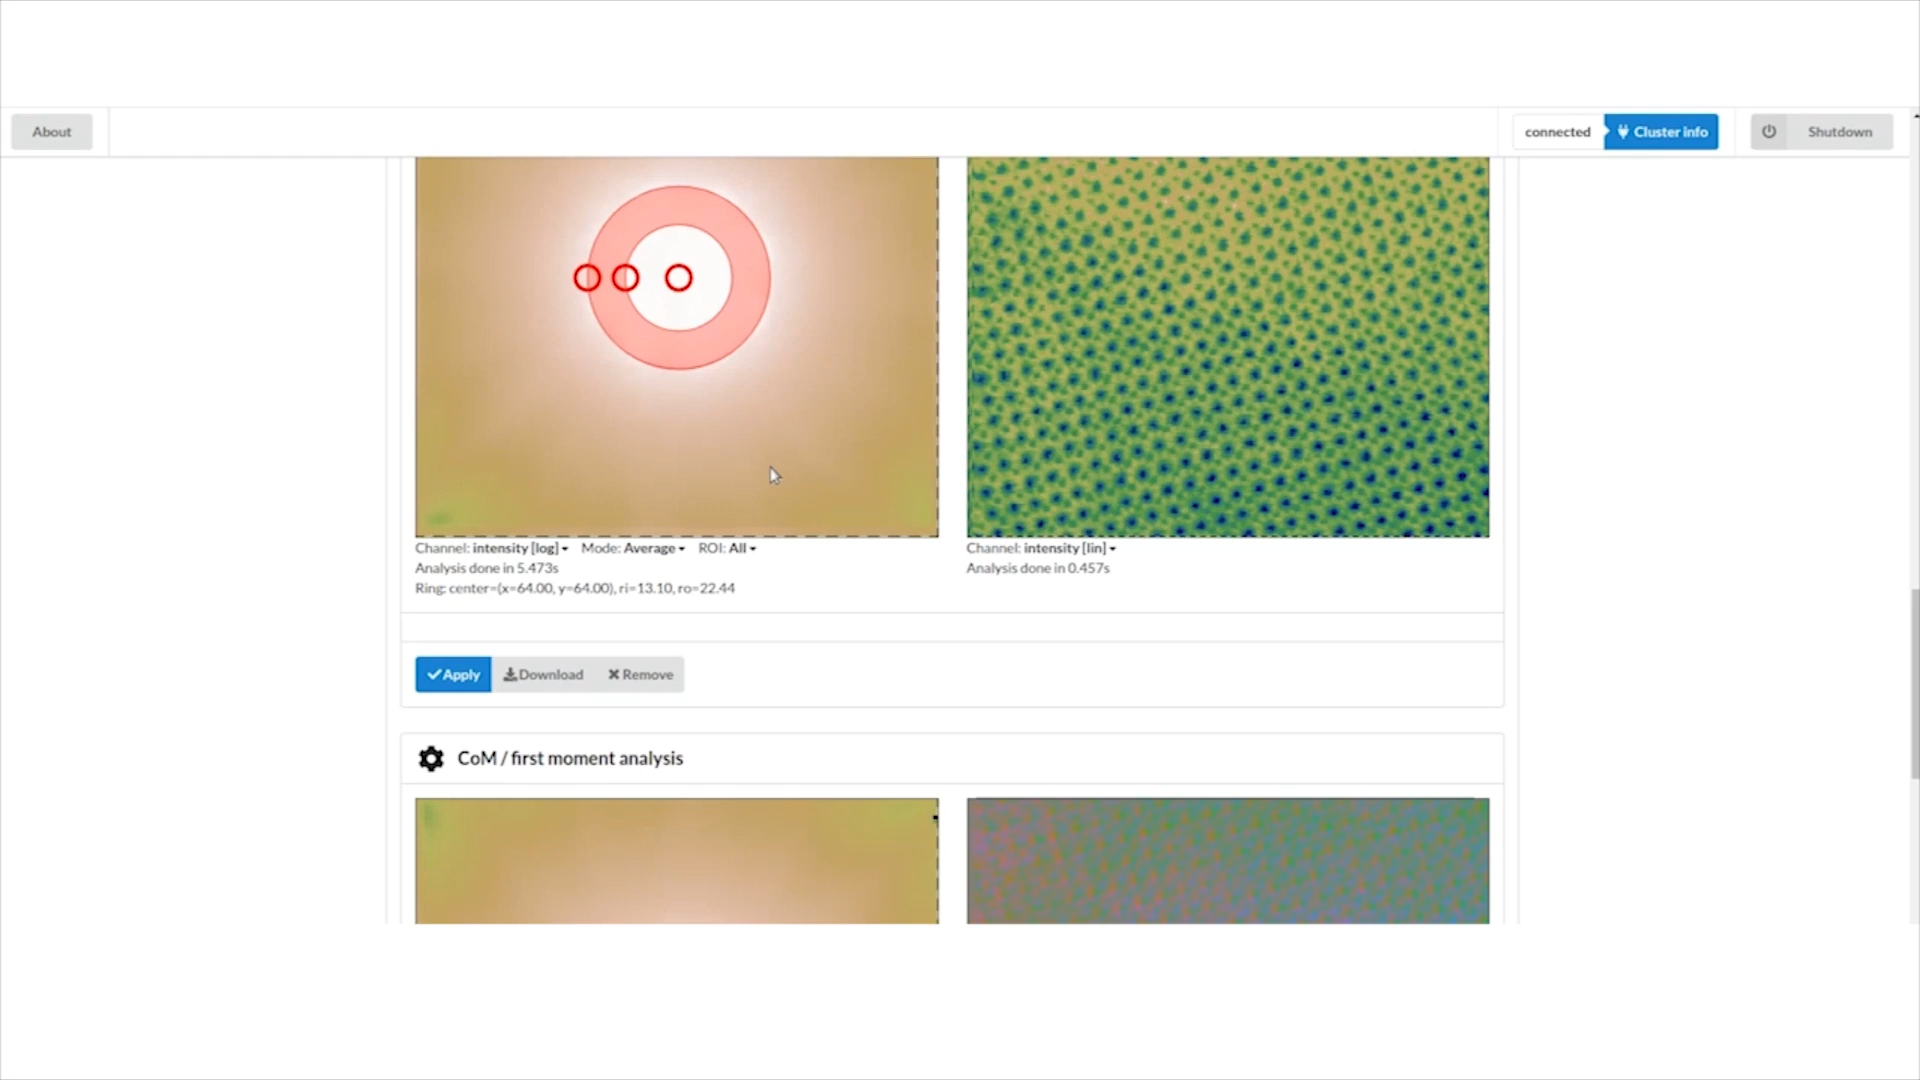 About
connected
Cluster info
Shutdown
Channel: intensity [log] Mode: Average ROI: All
Analysis done in 5.473s
Ring: center=(x=64.00, y=64.00), ri=13.10, ro=22.44
Channel: intensity [lin]
Analysis done in 0.457s
Apply
Download
Remove
CoM / first moment analysis